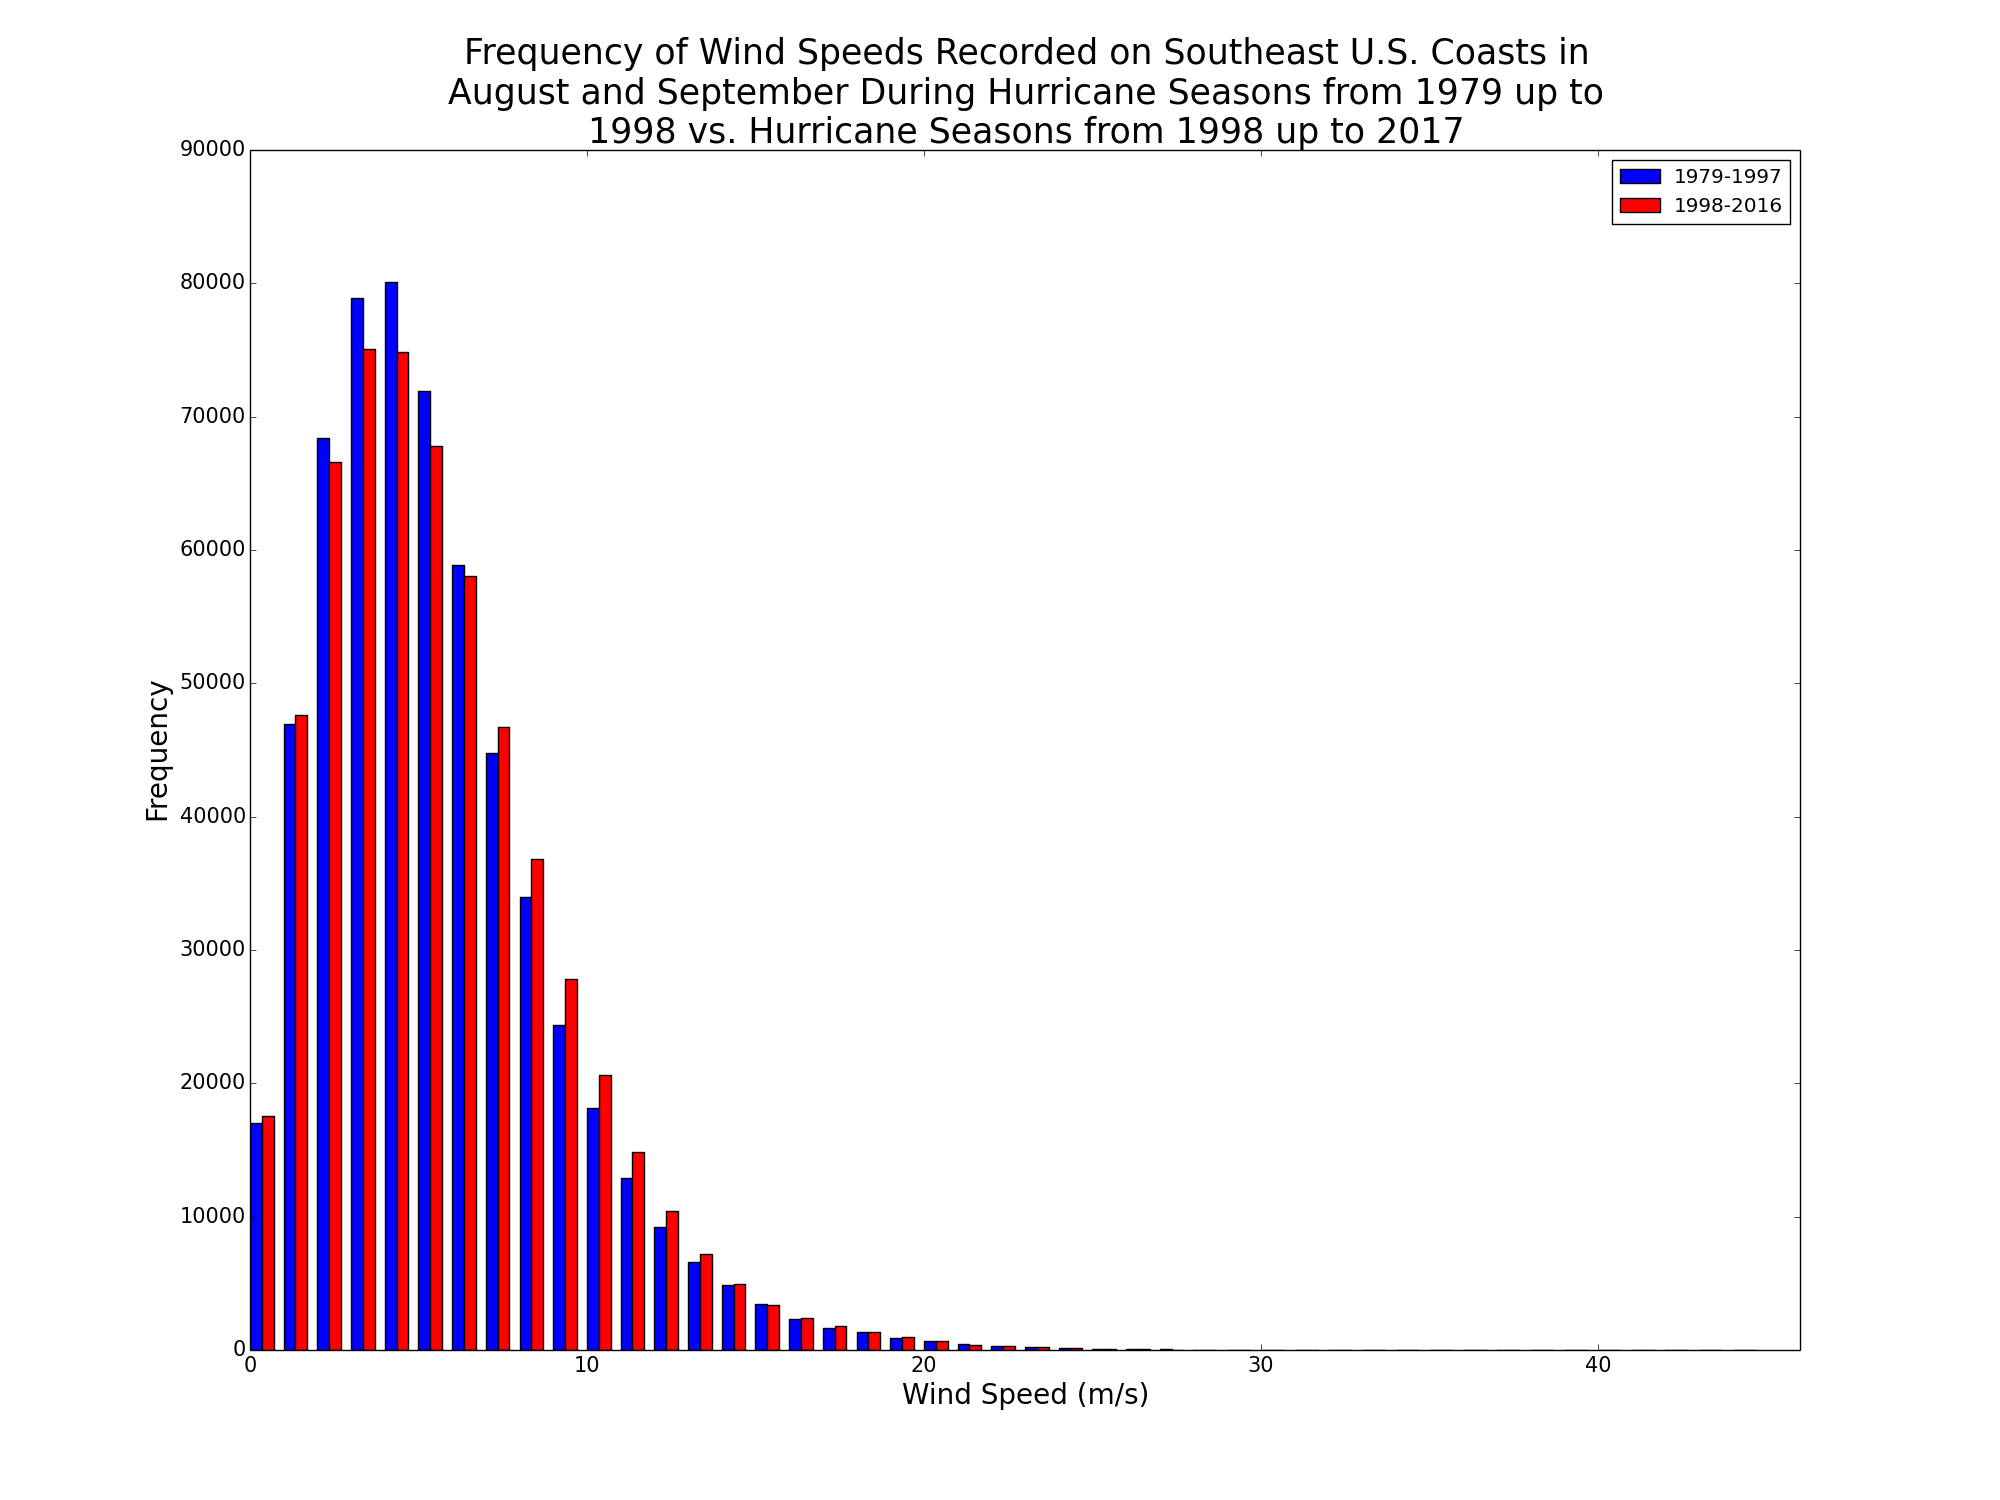 Frequency of Wind Speeds Recorded on Southeast U.S. Coasts in
August and September During Hurricane Seasons from 1979 up to
1998 vs. Hurricane Seasons from 1998 up to 2017
1979-1997
1998-2016
90000
80000
70000
60000
50000
40000
30000
20000
10000
0
Frequency
0 10 20 30 40
Wind Speed (m/s)